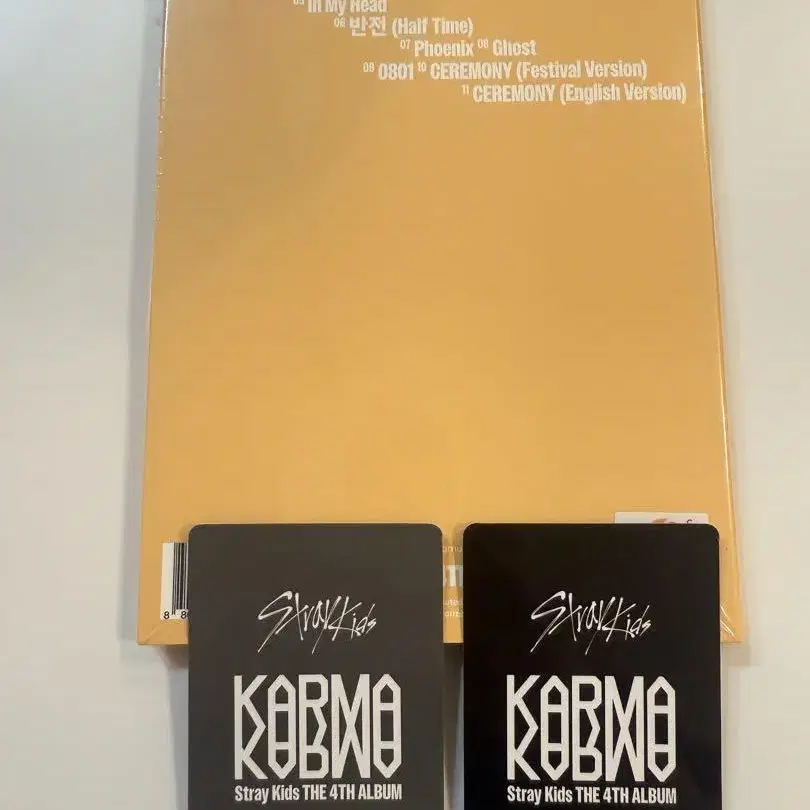 05 In My Head
06 반전 (Half Time)
07 Phoenix 08 Ghost
09 0801 10 CEREMONY (Festival Version)
11 CEREMONY (English Version)
Stray Kids
KARMA
Stray Kids THE 4TH ALBUM
Stray Kids
KARMA
Stray Kids THE 4TH ALBUM